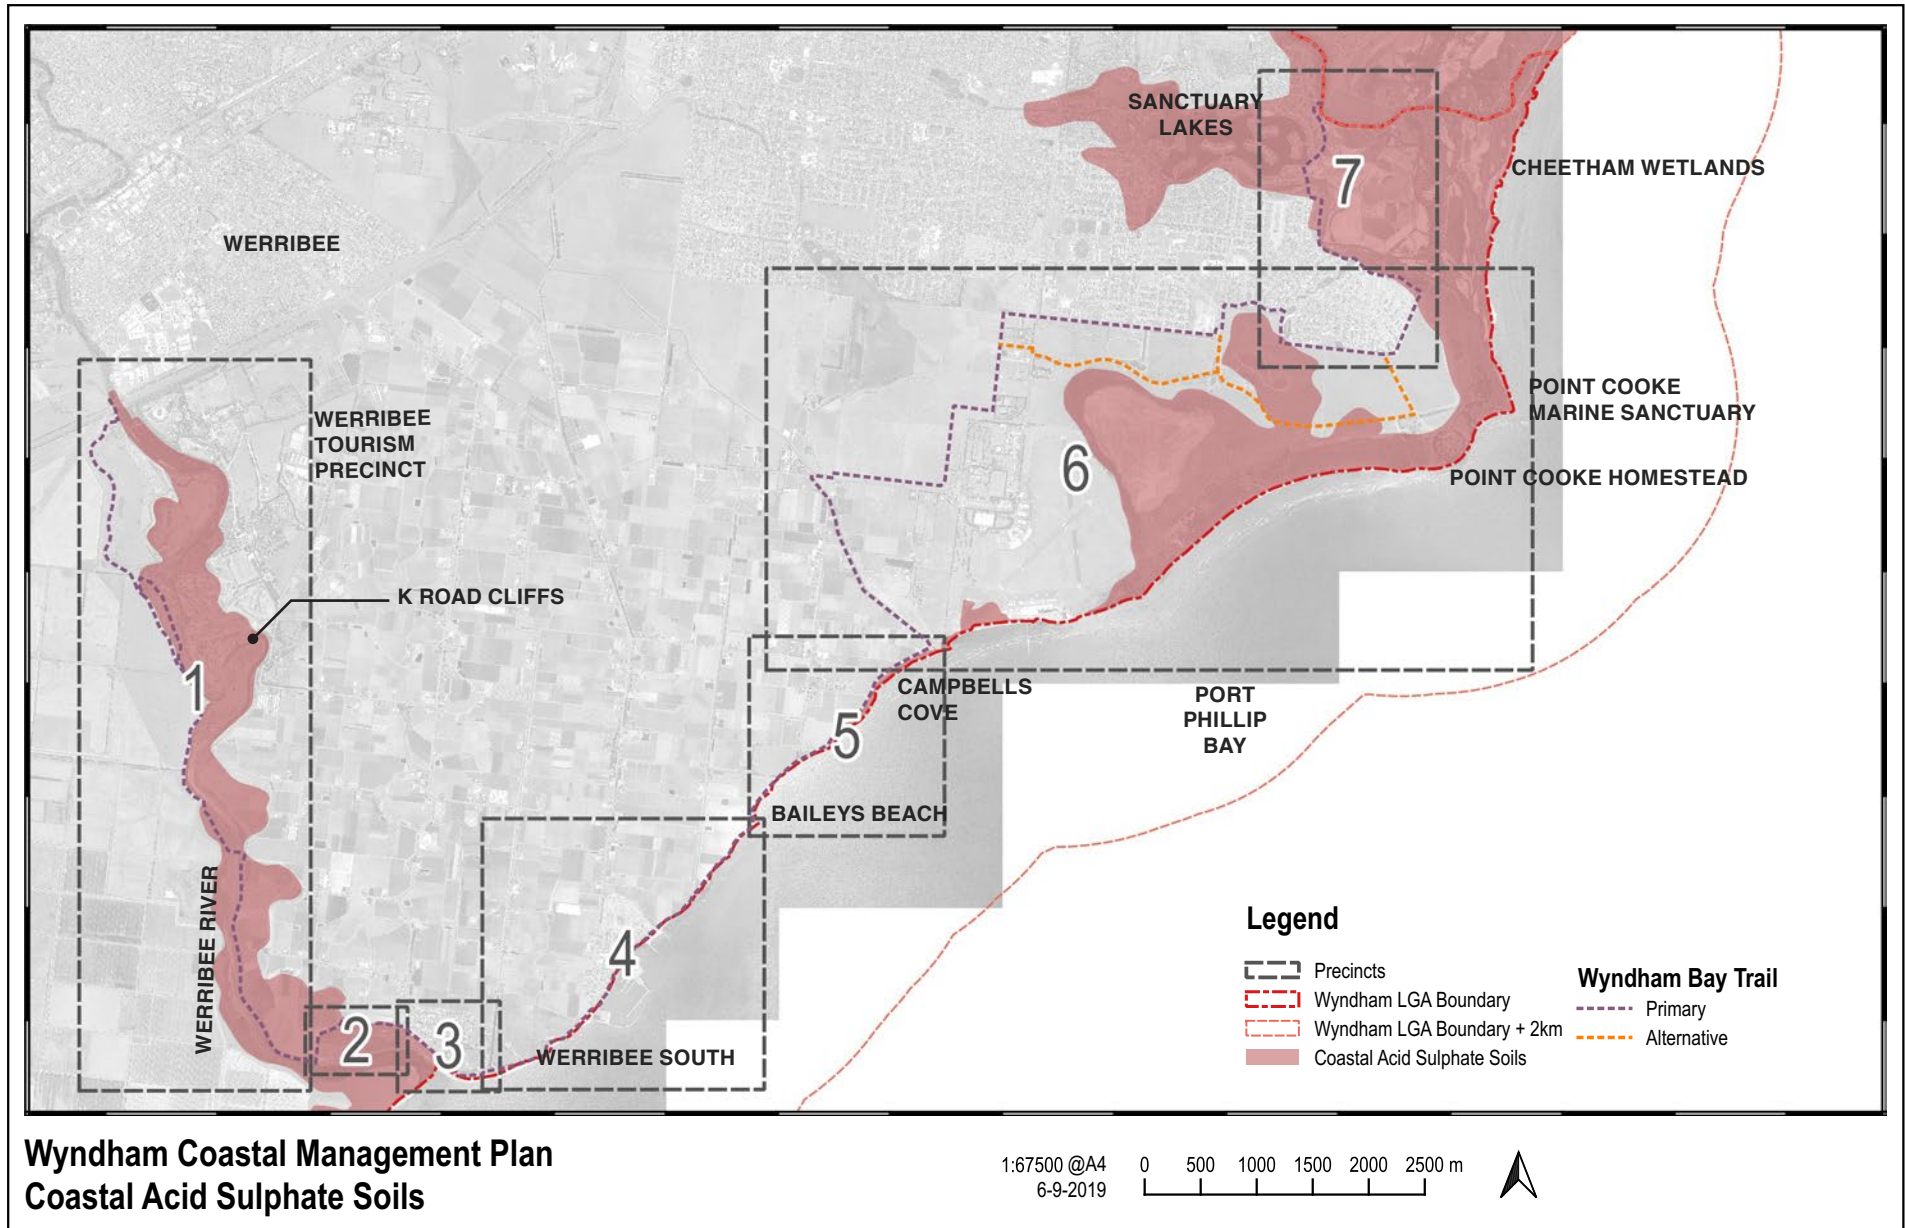 SANCTUARY
LAKES
CHEETHAM WETLANDS
7
WERRIBEE
POINT COOKE
MARINE SANCTUARY
WERRIBEE
TOURISM
PRECINCT
6
POINT COOKE HOMESTEAD
K ROAD CLIFFS
1
CAMPBELLS
COVE
PORT
PHILLIP
BAY
5
BAILEYS BEACH
WERRIBEE RIVER
4
2
3
WERRIBEE SOUTH
Legend
Precincts
Wyndham LGA Boundary
Wyndham LGA Boundary + 2km
Coastal Acid Sulphate Soils
Wyndham Bay Trail
Primary
Alternative
Wyndham Coastal Management Plan
Coastal Acid Sulphate Soils
1:67500 @A4
6-9-2019
0 500 1000 1500 2000 2500 m